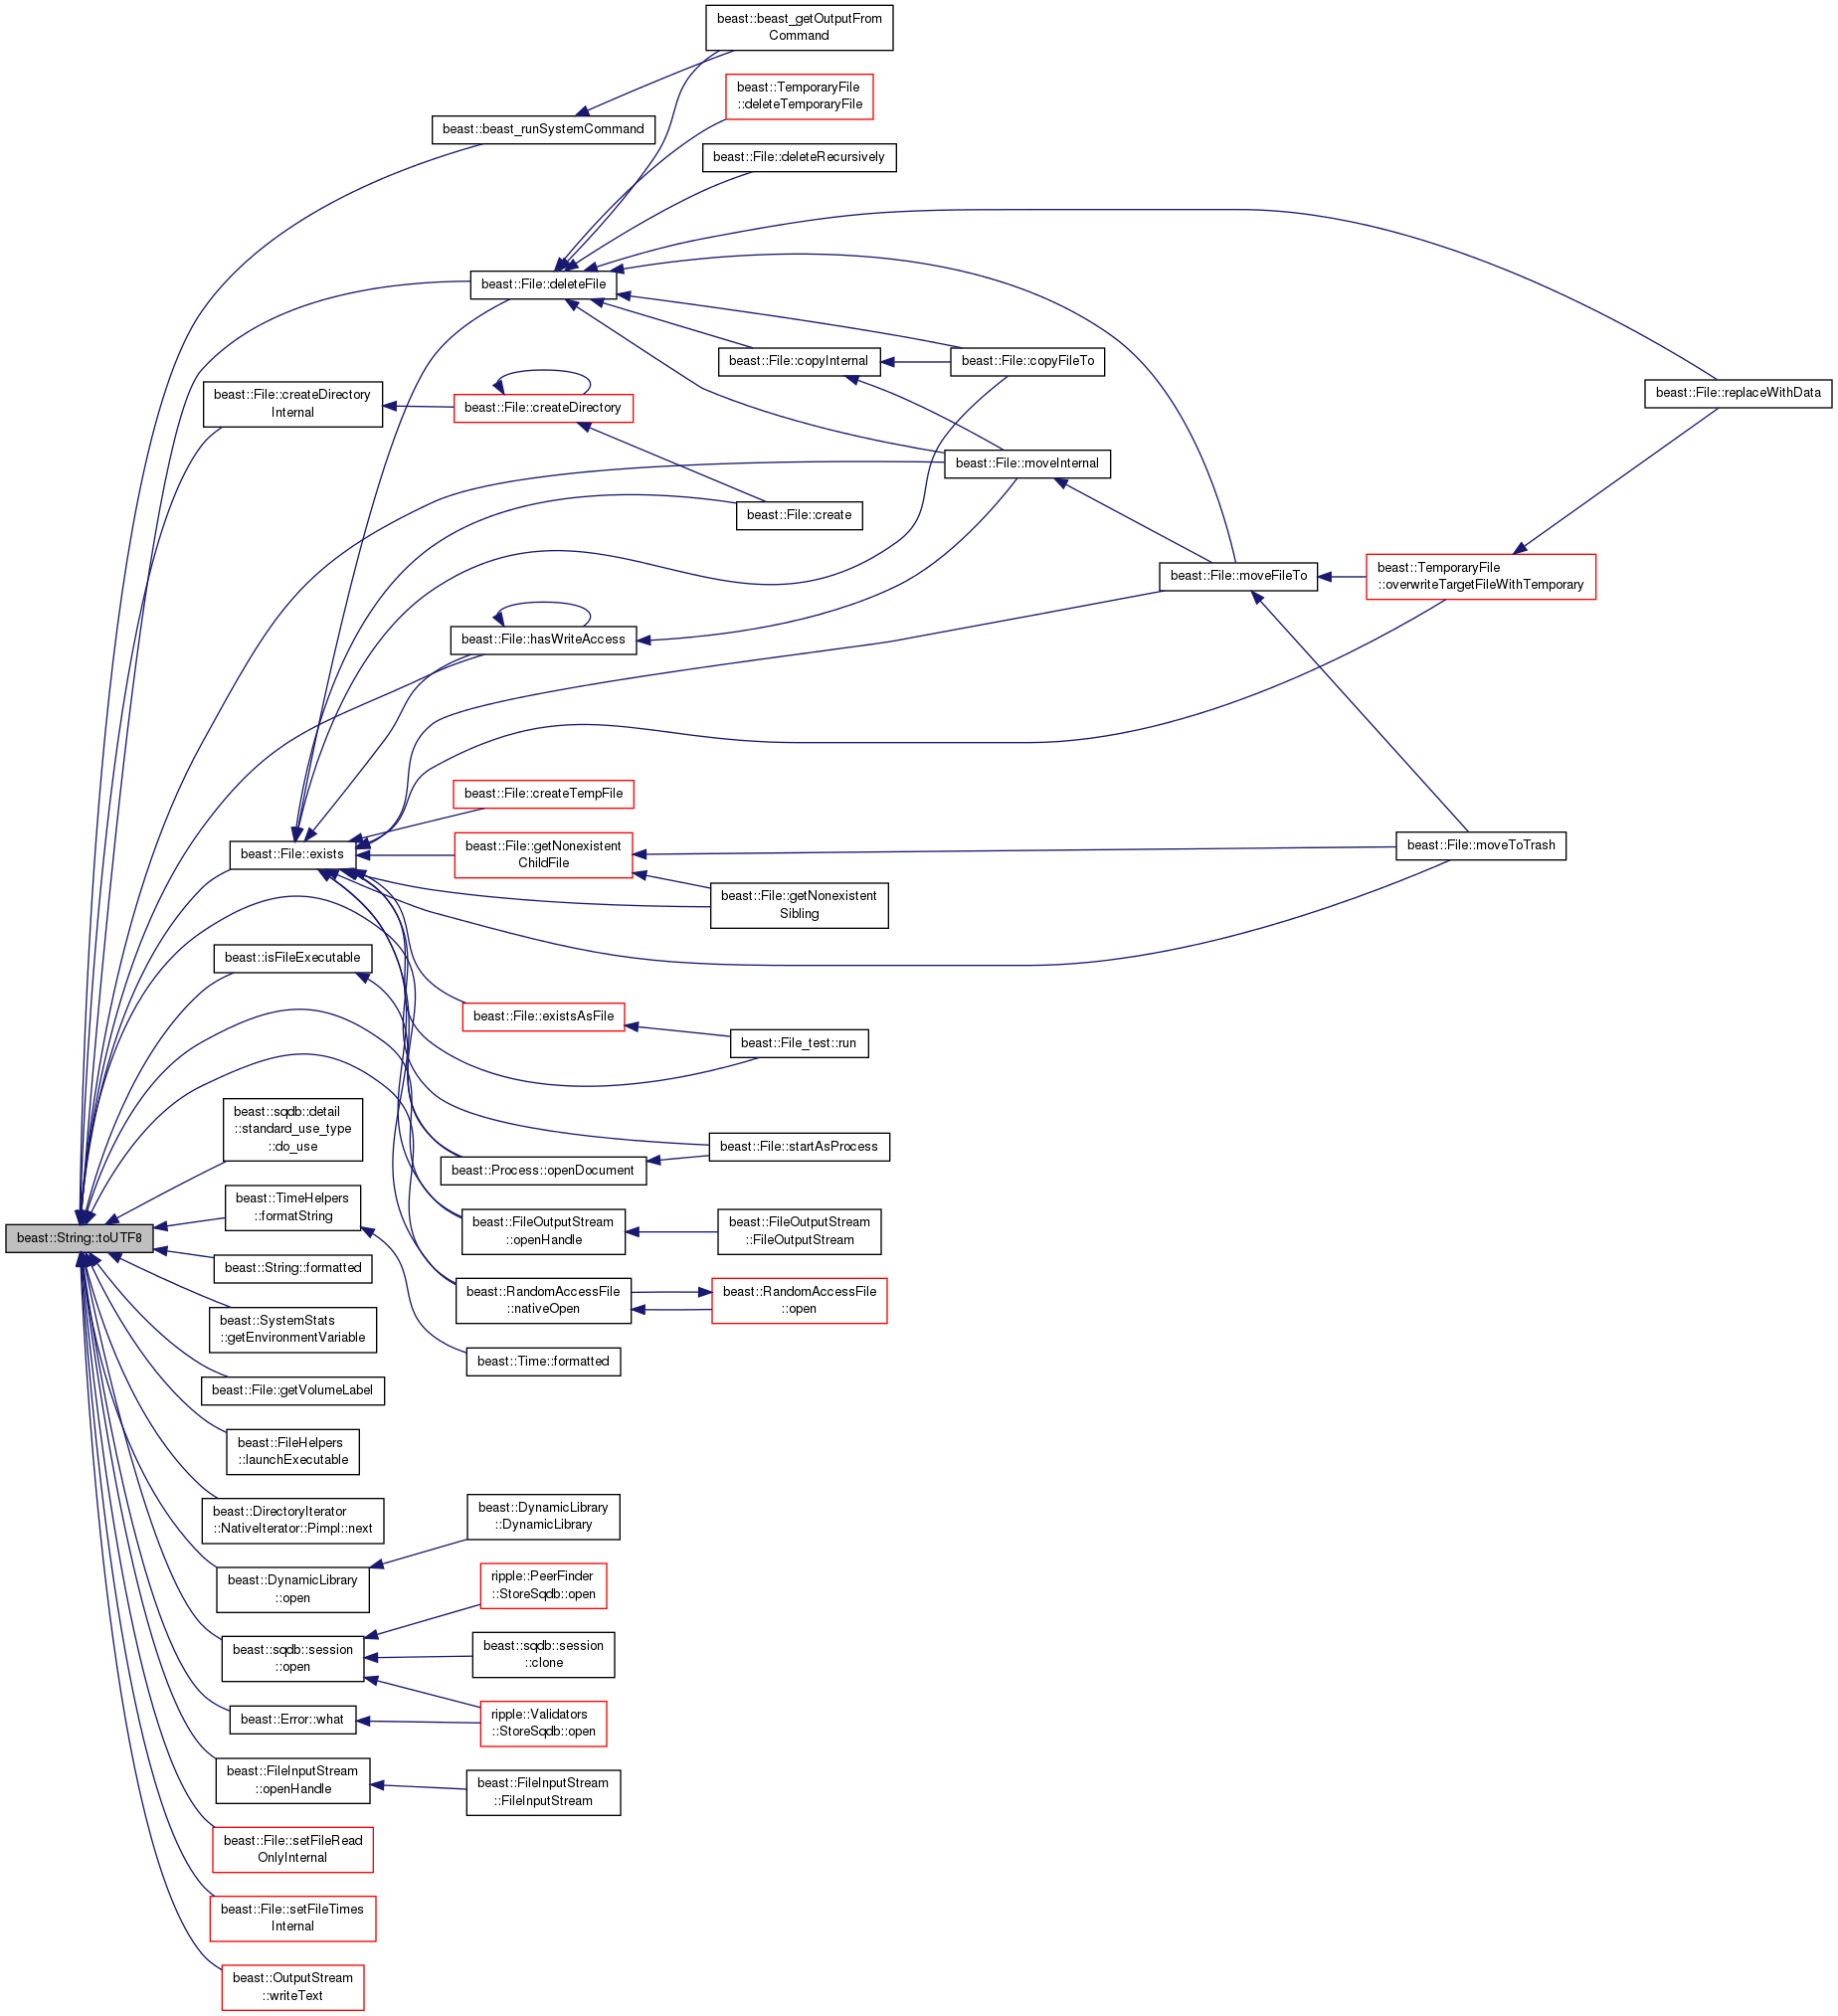 beast::beast_getOutputFrom
Command
beast::TemporaryFile
::deleteTemporaryFile
beast::beast_runSystemCommand
beast::File::deleteRecursively
beast::File::deleteFile
beast::File::copyInternal
beast::File::copyFileTo
beast::File::createDirectory
Internal
beast::File::createDirectory
beast::File::replaceWithData
beast::File::moveInternal
beast::File::create
beast::File::moveFileTo
beast::TemporaryFile
::overwriteTargetFileWithTemporary
beast::File::hasWriteAccess
beast::File::createTempFile
beast::File::exists
beast::File::getNonexistent
ChildFile
beast::File::moveToTrash
beast::File::getNonexistent
Sibling
beast::isFileExecutable
beast::File::existsAsFile
beast::File_test::run
beast::sqdb::detail
::standard_use_type
::do_use
beast::Process::openDocument
beast::File::startAsProcess
beast::TimeHelpers
::formatString
beast::FileOutputStream
::openHandle
beast::FileOutputStream
::FileOutputStream
beast::String::toUTF8
beast::String::formatted
beast::RandomAccessFile
::nativeOpen
beast::RandomAccessFile
::open
beast::SystemStats
::getEnvironmentVariable
beast::Time::formatted
beast::File::getVolumeLabel
beast::FileHelpers
::launchExecutable
beast::DirectoryIterator
::NativeIterator::Pimpl::next
beast::DynamicLibrary
::DynamicLibrary
beast::DynamicLibrary
::open
ripple::PeerFinder
::StoreSqdb::open
beast::sqdb::session
::open
beast::sqdb::session
::clone
beast::Error::what
ripple::Validators
::StoreSqdb::open
beast::FileInputStream
::openHandle
beast::FileInputStream
::FileInputStream
beast::File::setFileRead
OnlyInternal
beast::File::setFileTimes
Internal
beast::OutputStream
::writeText